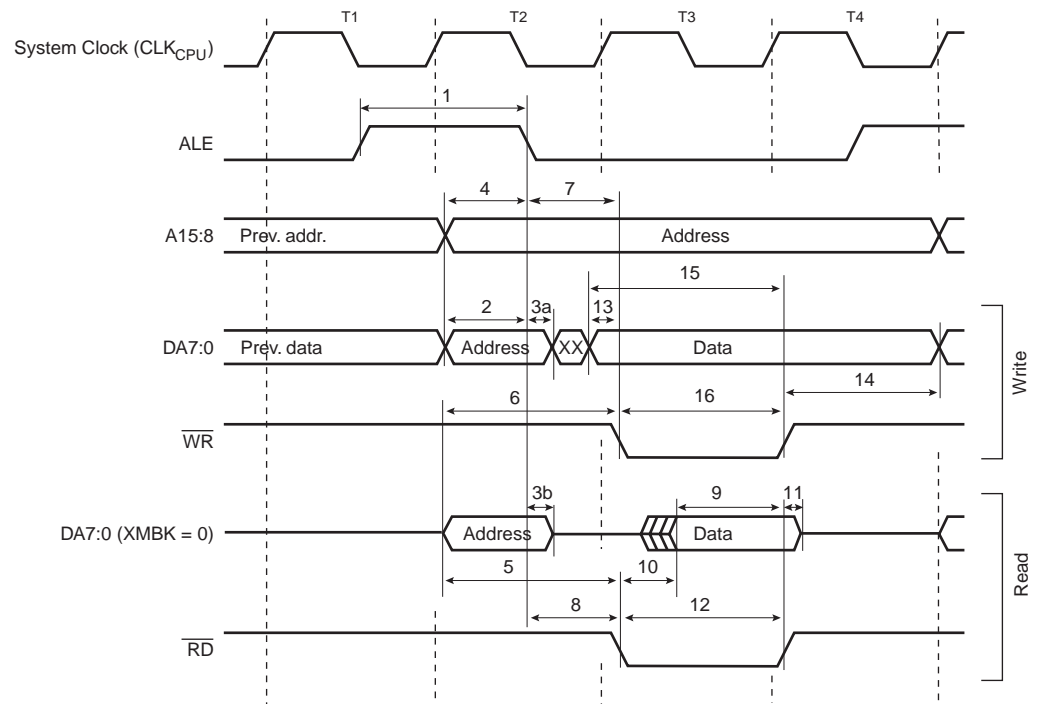 T1 T2 T3 T4
System Clock (CLKCPU)
1
ALE
4 7
A15:8 Prev. addr. Address
15
2 3a 13
DA7:0 Prev. data Address XX Data
14
6 16
WR
Write
3b 9 11
DA7:0 (XMBK = 0) Address Data
5 10
8 12
RD
Read